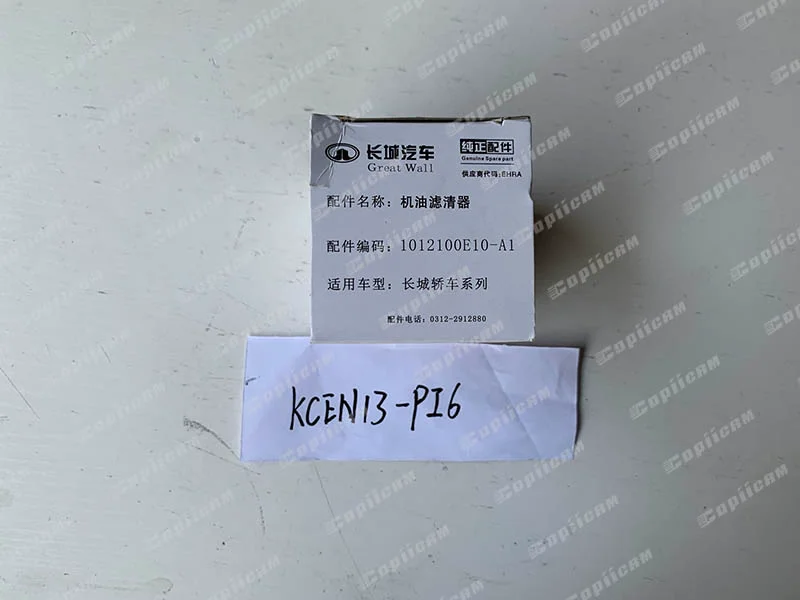 长城汽车
Great Wall
纯正配件
Genuine Spare part
供应商代码:EHRA
配件名称：机油滤清器
配件编码：1012100E10-A1
适用车型：长城轿车系列
配件电话：0312-2912880
KCEN13-PI6
Copiicam